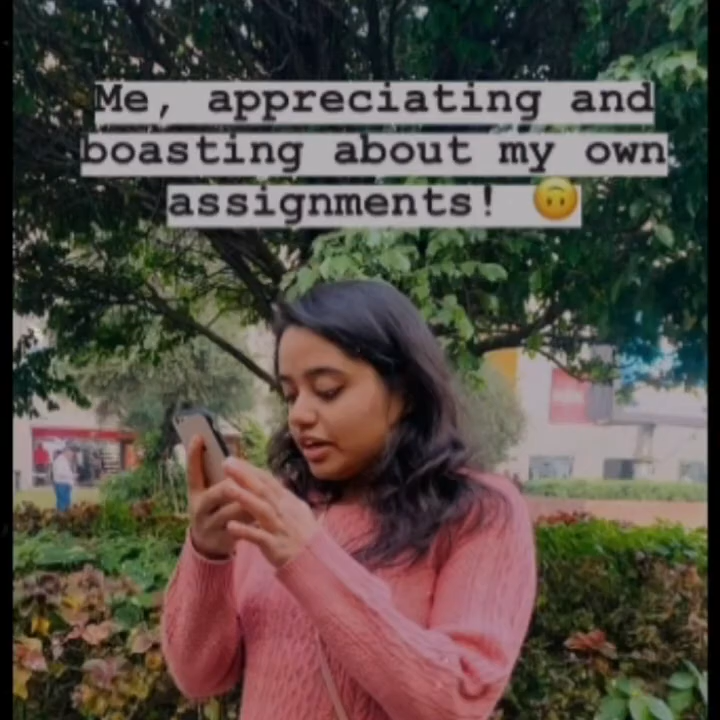 Me, appreciating and
boasting about my own
assignments! 🙃